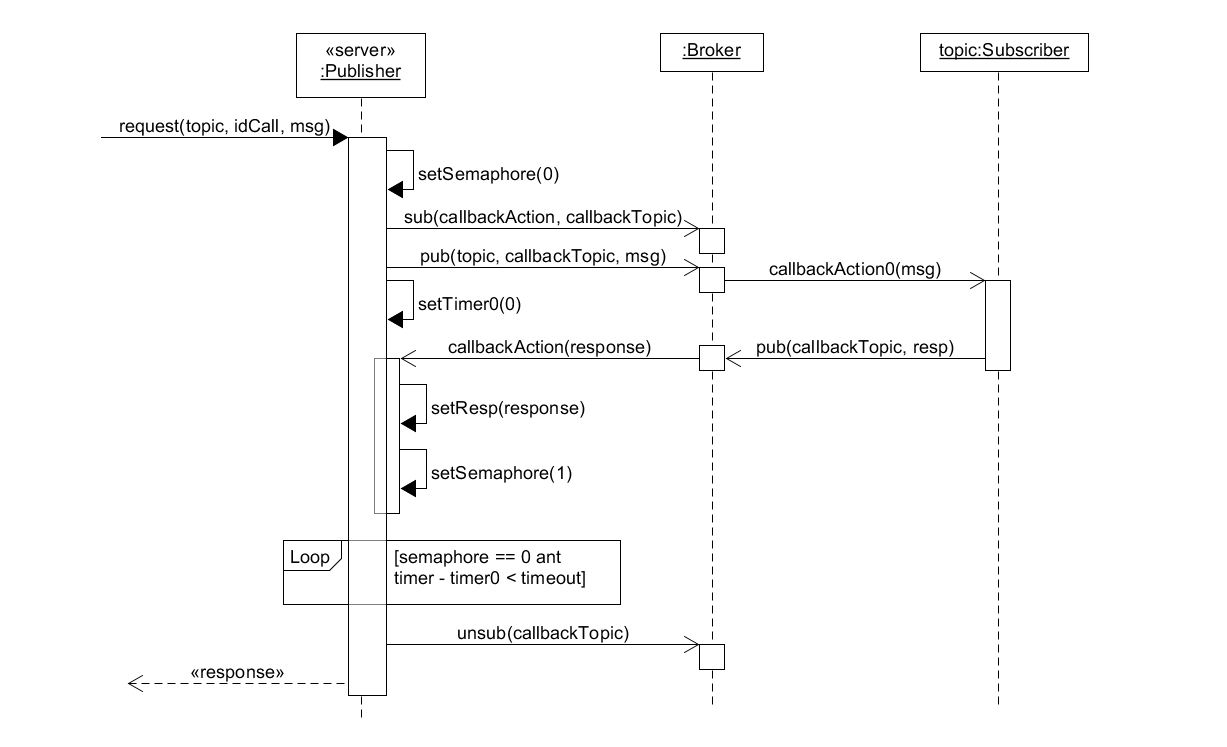 «server»
:Publisher
:Broker
topic:Subscriber
request(topic, idCall, msg)
setSemaphore(0)
sub(callbackAction, callbackTopic)
pub(topic, callbackTopic, msg)
callbackAction0(msg)
setTimer0(0)
callbackAction(response)
pub(callbackTopic, resp)
setResp(response)
setSemaphore(1)
Loop
[semaphore == 0 ant
timer - timer0 < timeout]
unsub(callbackTopic)
«response»